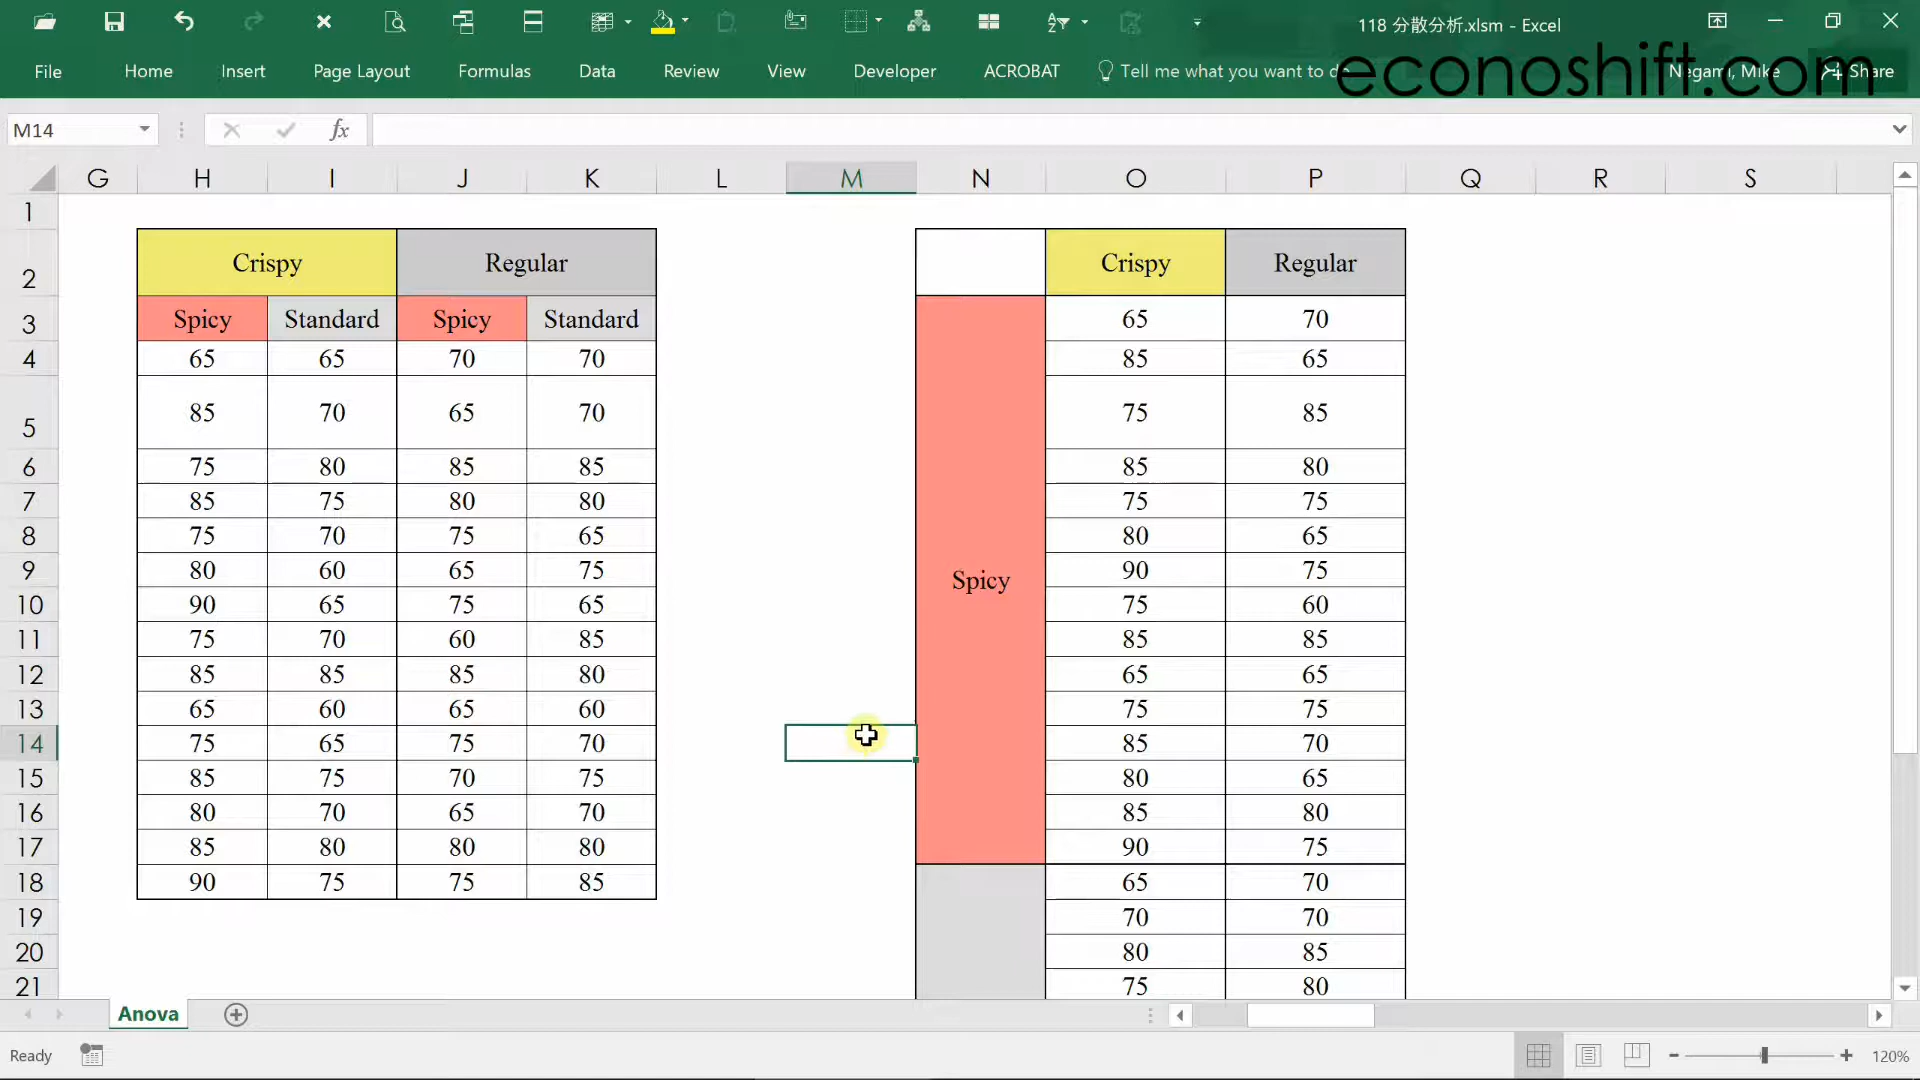 118 分散分析.xlsm - Excel
File Home Insert Page Layout Formulas Data Review View Developer ACROBAT Tell me what you want to do Negami, Mike Share
econoshift.com
M14 fx
G H I J K L M N O P Q R S
1
2 Crispy Regular Crispy Regular
3 Spicy Standard Spicy Standard 65 70
4 65 65 70 70 85 65
5 85 70 65 70 75 85
6 75 80 85 85 85 80
7 85 75 80 80 75 75
8 75 70 75 65 80 65
9 80 60 65 75 90 75
Spicy
10 90 65 75 65 75 60
11 75 70 60 85 85 85
12 85 85 85 80 65 65
13 65 60 65 60 75 75
14 75 65 75 70 85 70
15 85 75 70 75 80 65
16 80 70 65 70 85 80
17 85 80 80 80 90 75
18 90 75 75 85 65 70
19 70 70
20 80 85
21 75 80
Anova
Ready 120%